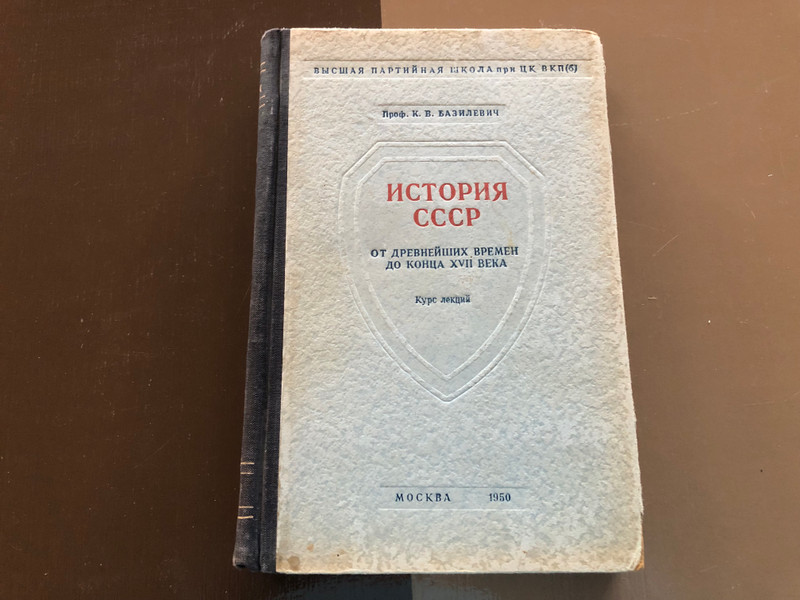 ВЫСШАЯ ПАРТИЙНАЯ ШКОЛА при ЦК ВКП(б)
Проф. К. В. БАЗИЛЕВИЧ
ИСТОРИЯ
СССР
ОТ ДРЕВНЕЙШИХ ВРЕМЕН
ДО КОНЦА XVII ВЕКА
Курс лекций
МОСКВА 1950